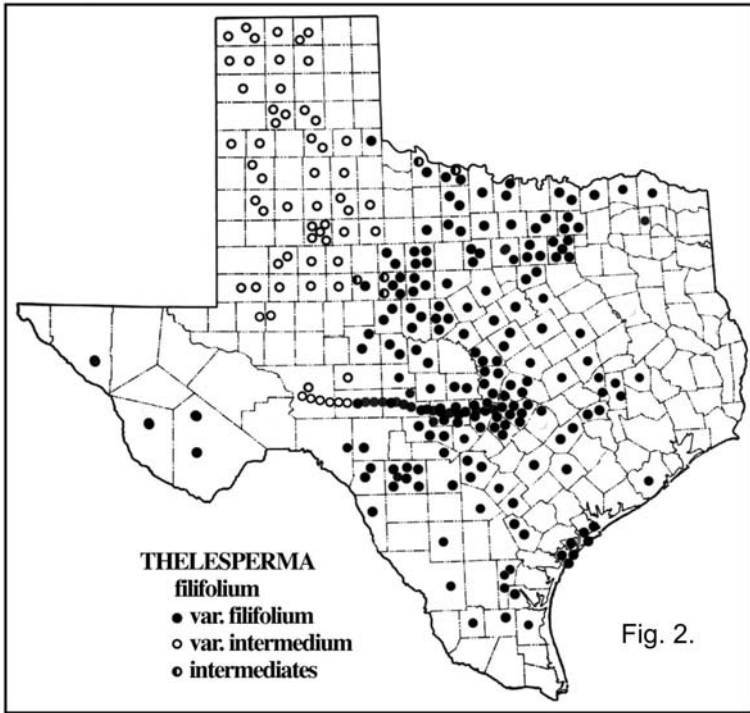 THELESPERMA
filifolium
● var. filifolium
○ var. intermedium
◐ intermediates
Fig. 2.